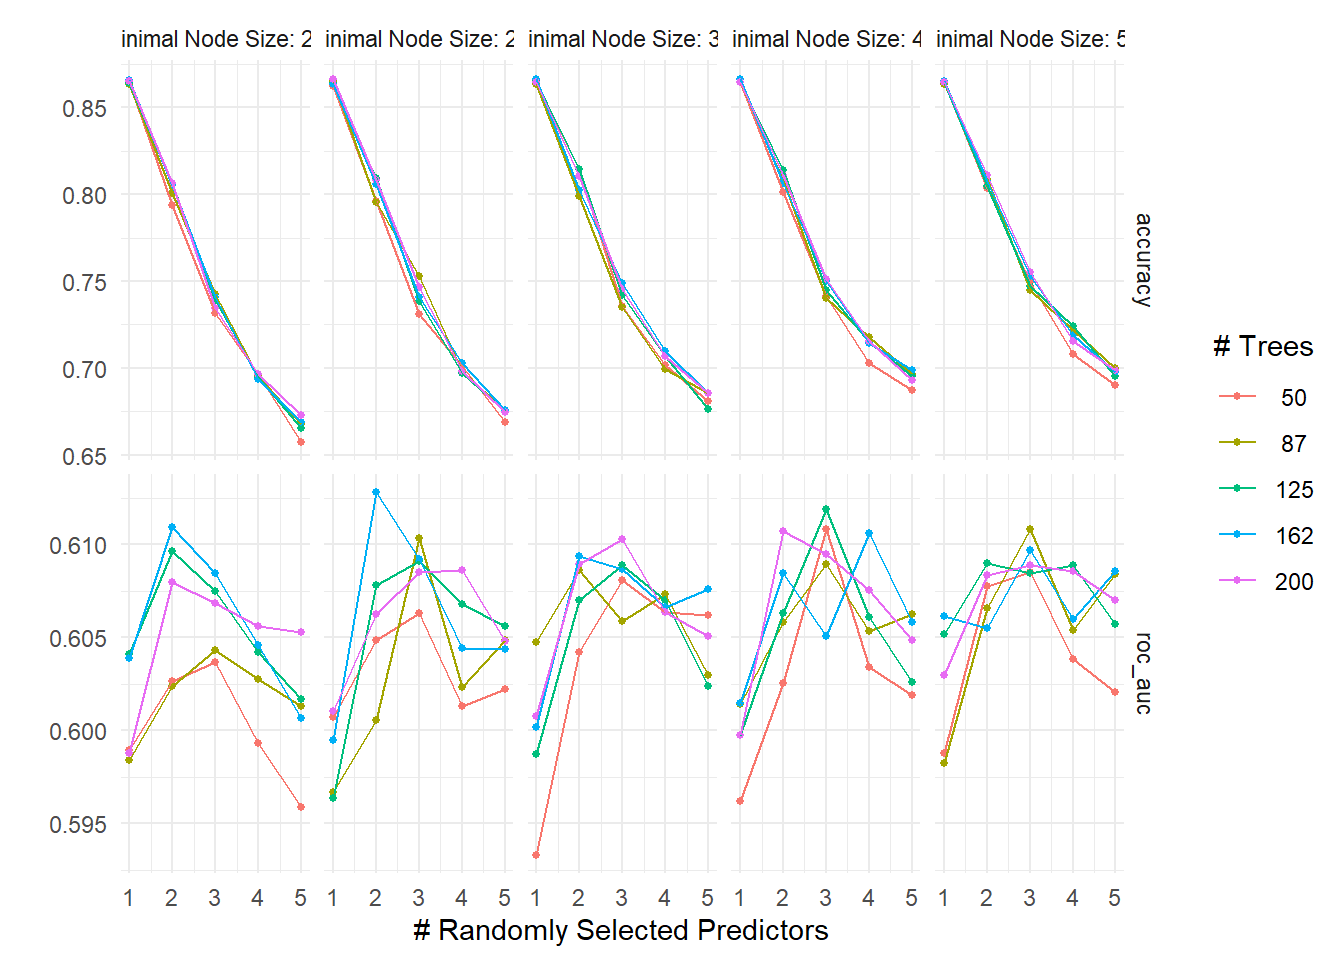 inimal Node Size: 2 inimal Node Size: 2 inimal Node Size: 3 inimal Node Size: 4 inimal Node Size: 5
0.85
0.80
0.75
0.70
0.65
accuracy
0.610
0.605
0.600
0.595
roc_auc
1 2 3 4 5 1 2 3 4 5 1 2 3 4 5 1 2 3 4 5 1 2 3 4 5
# Randomly Selected Predictors
# Trees
50
87
125
162
200